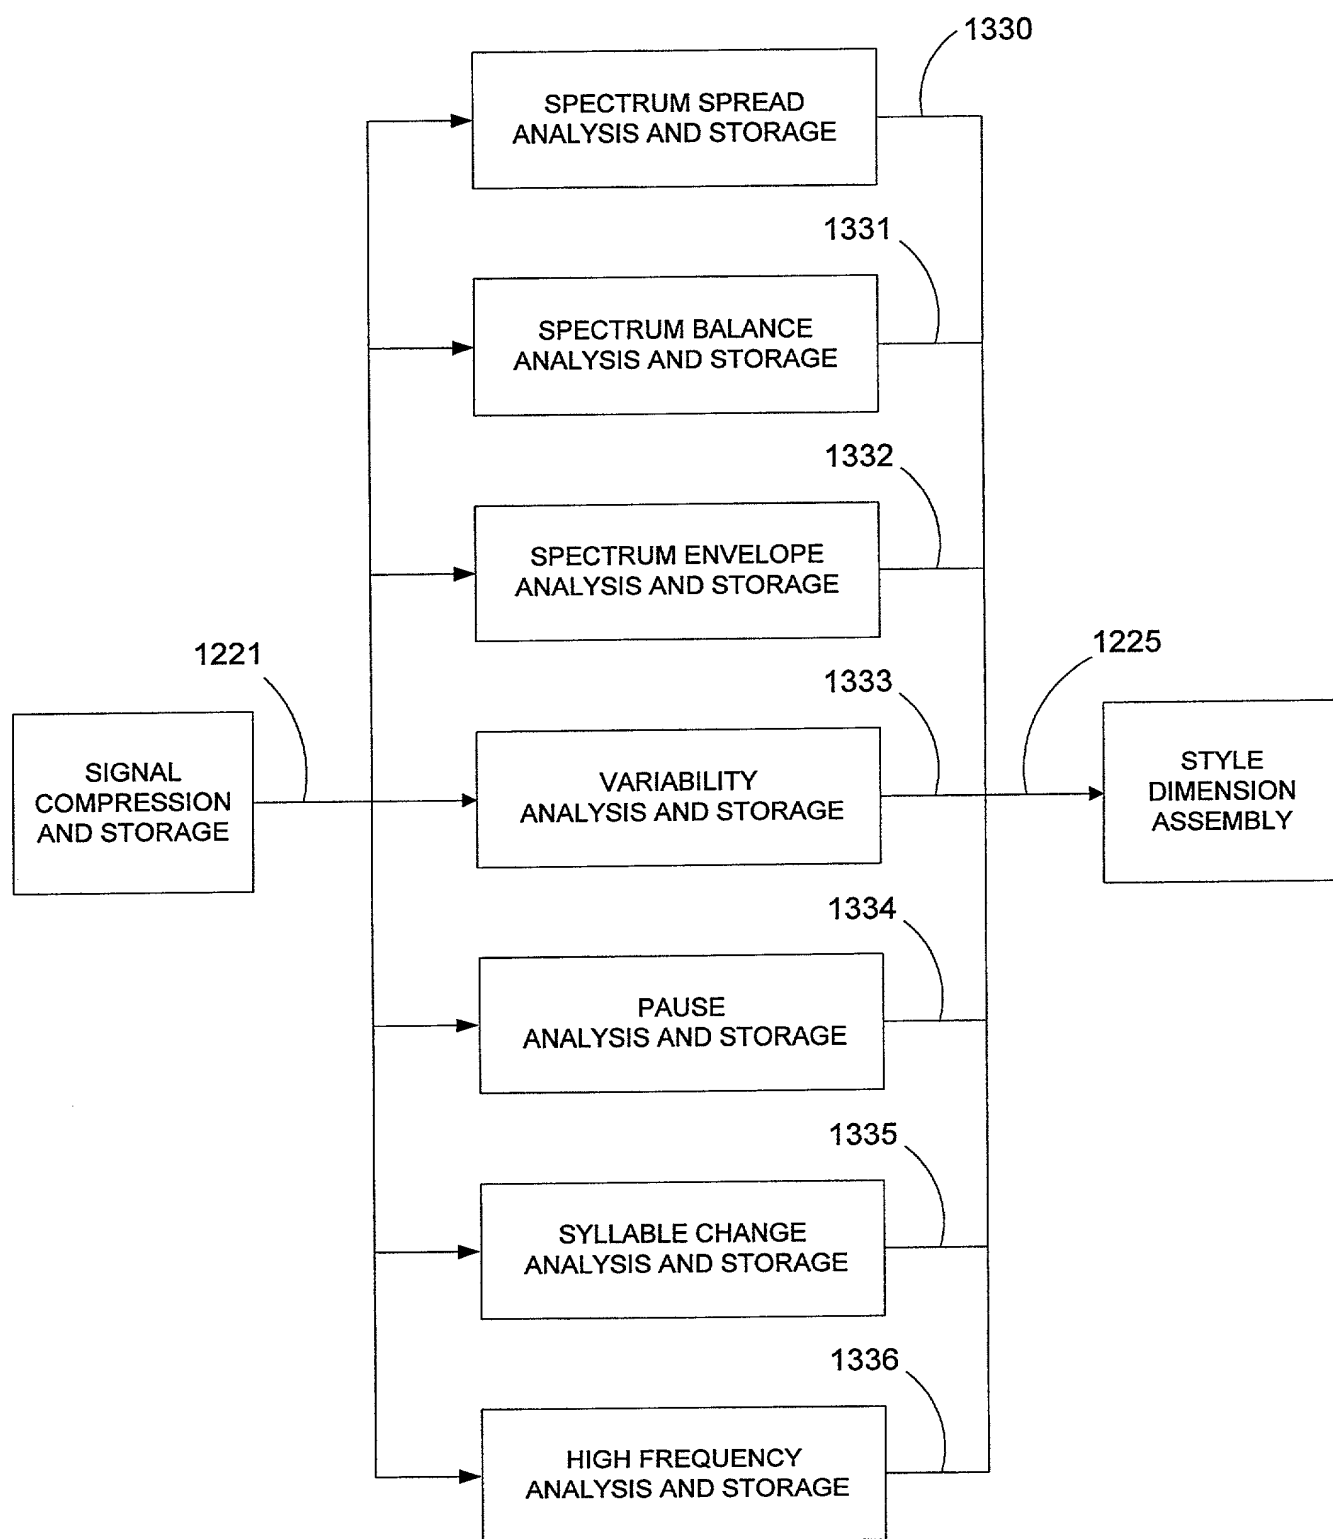 1330
SPECTRUM SPREAD
ANALYSIS AND STORAGE
1331
SPECTRUM BALANCE
ANALYSIS AND STORAGE
1332
SPECTRUM ENVELOPE
ANALYSIS AND STORAGE
1221
1333
1225
SIGNAL
COMPRESSION
AND STORAGE
VARIABILITY
ANALYSIS AND STORAGE
STYLE
DIMENSION
ASSEMBLY
1334
PAUSE
ANALYSIS AND STORAGE
1335
SYLLABLE CHANGE
ANALYSIS AND STORAGE
1336
HIGH FREQUENCY
ANALYSIS AND STORAGE